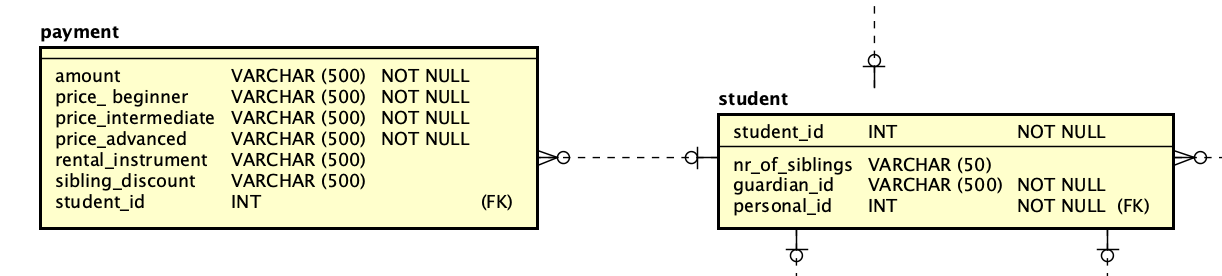 payment
amount VARCHAR (500) NOT NULL
price_ beginner VARCHAR (500) NOT NULL
price_intermediate VARCHAR (500) NOT NULL
price_advanced VARCHAR (500) NOT NULL
rental_instrument VARCHAR (500)
sibling_discount VARCHAR (500)
student_id INT (FK)
student
student_id INT NOT NULL
nr_of_siblings VARCHAR (50)
guardian_id VARCHAR (500) NOT NULL
personal_id INT NOT NULL (FK)